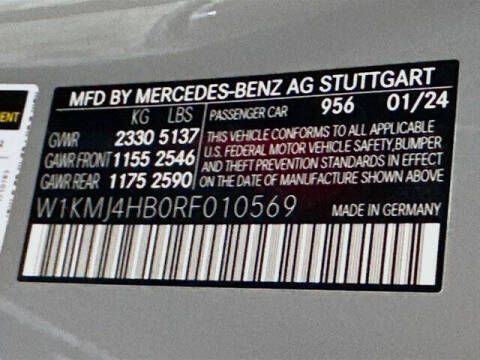 MFD BY MERCEDES-BENZ AG STUTTGART
KG LBS PASSENGER CAR 956 01/24
GVWR 2330 5137
GAWR FRONT 1155 2546
GAWR REAR 1175 2590
THIS VEHICLE CONFORMS TO ALL APPLICABLE
U.S. FEDERAL MOTOR VEHICLE SAFETY, BUMPER
AND THEFT PREVENTION STANDARDS IN EFFECT
ON THE DATE OF MANUFACTURE SHOWN ABOVE
W1KMJ4HB0RF010569 MADE IN GERMANY